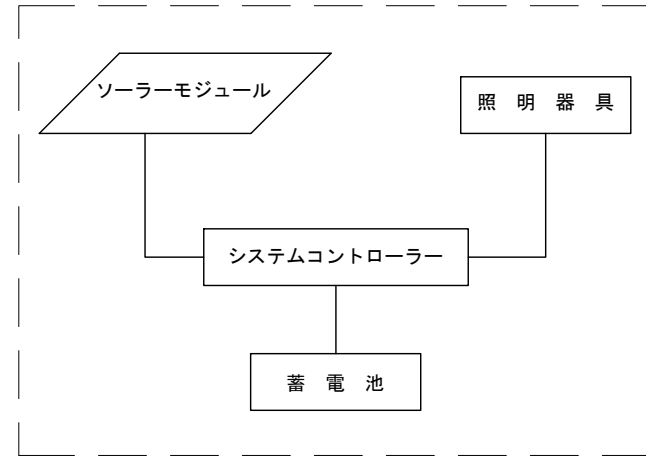 ソーラーモジュール
照 明 器 具
システムコントローラー
蓄 電 池